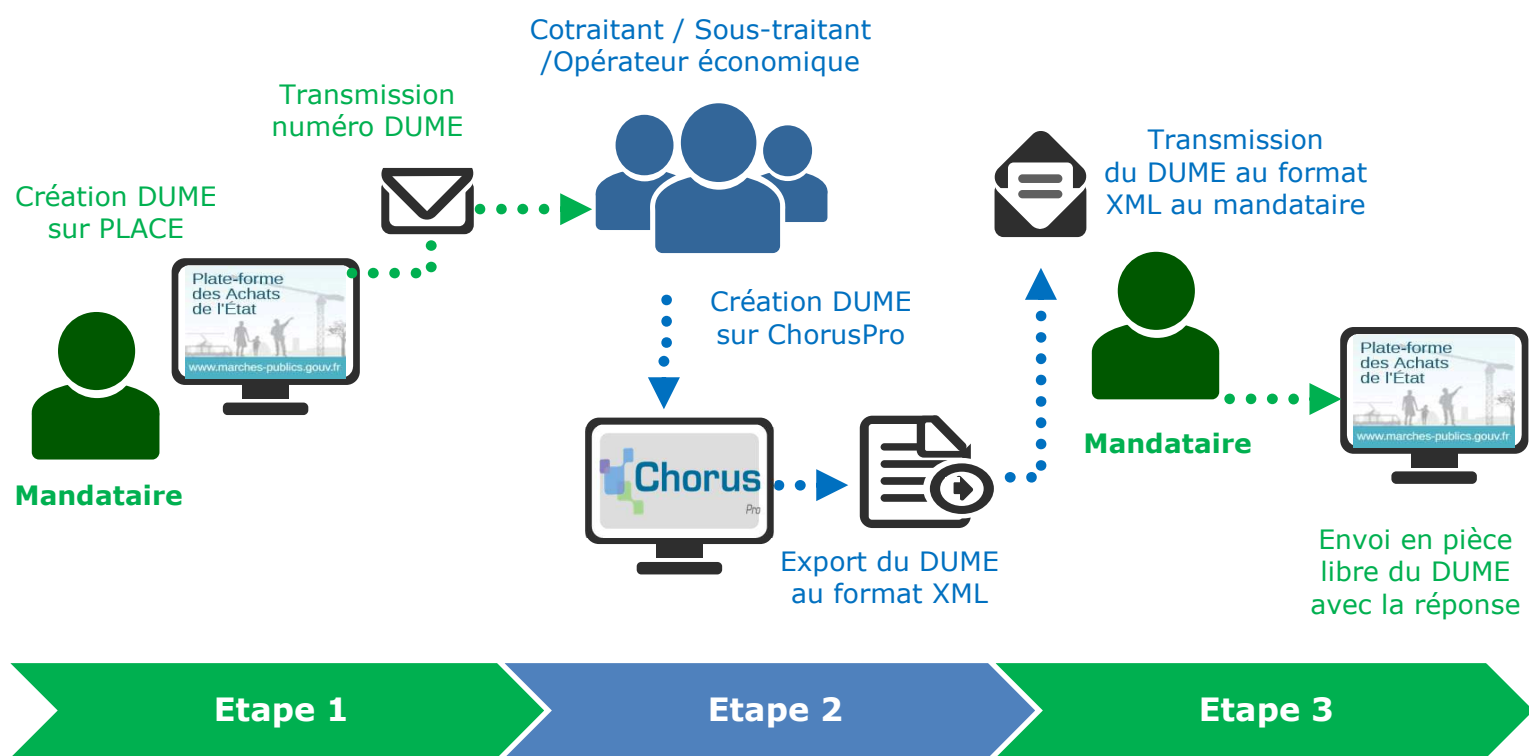 Cotraitant / Sous-traitant
/Opérateur économique
Transmission
numéro DUME
Création DUME
sur PLACE
Plate-forme
des Achats
de l'État
www.marches-publics.gouv.fr
Mandataire
Création DUME
sur ChorusPro
Chorus
Pro
Export du DUME
au format XML
Transmission
du DUME au format
XML au mandataire
Mandataire
Plate-forme
des Achats
de l'État
www.marches-publics.gouv.fr
Envoi en pièce
libre du DUME
avec la réponse
Etape 1
Etape 2
Etape 3